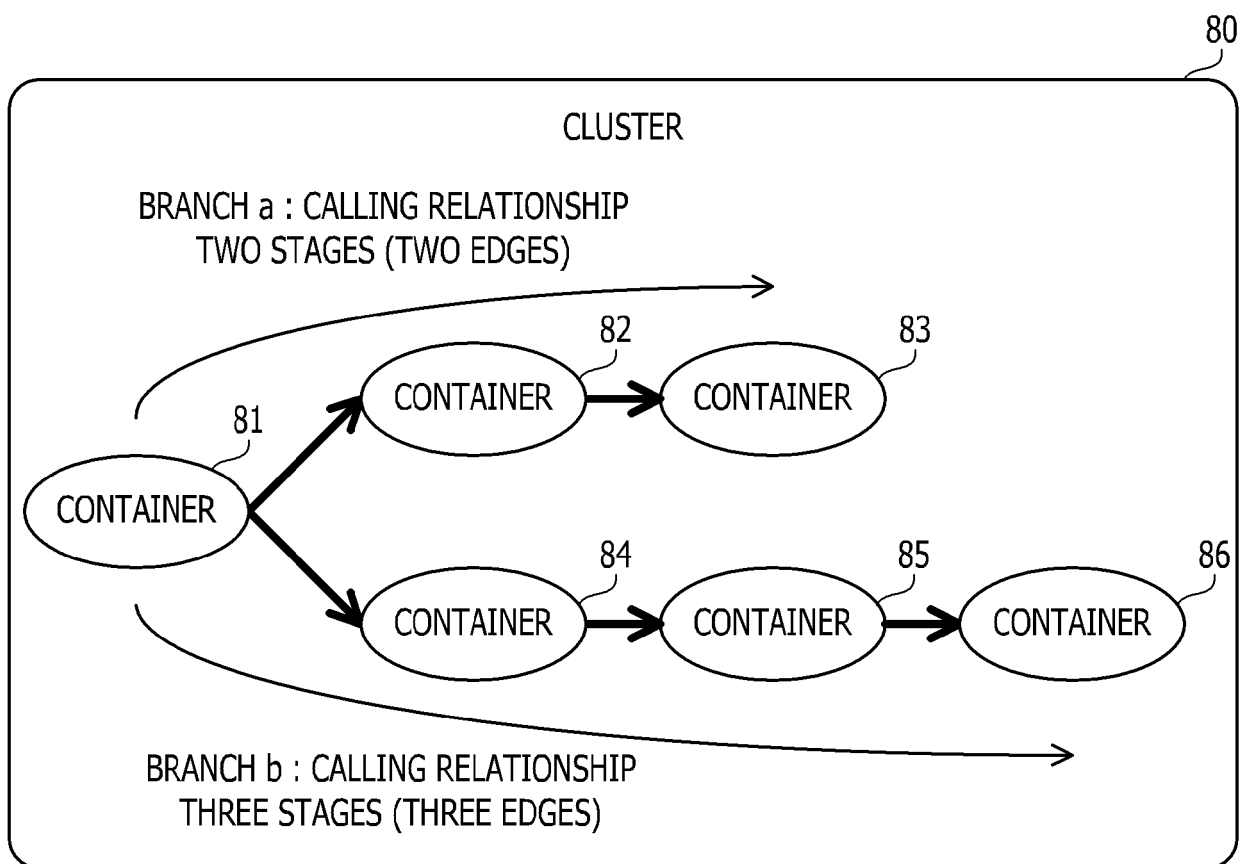 80
CLUSTER
BRANCH a : CALLING RELATIONSHIP
TWO STAGES (TWO EDGES)
82
83
CONTAINER
CONTAINER
81
CONTAINER
84
85
86
CONTAINER
CONTAINER
CONTAINER
BRANCH b : CALLING RELATIONSHIP
THREE STAGES (THREE EDGES)